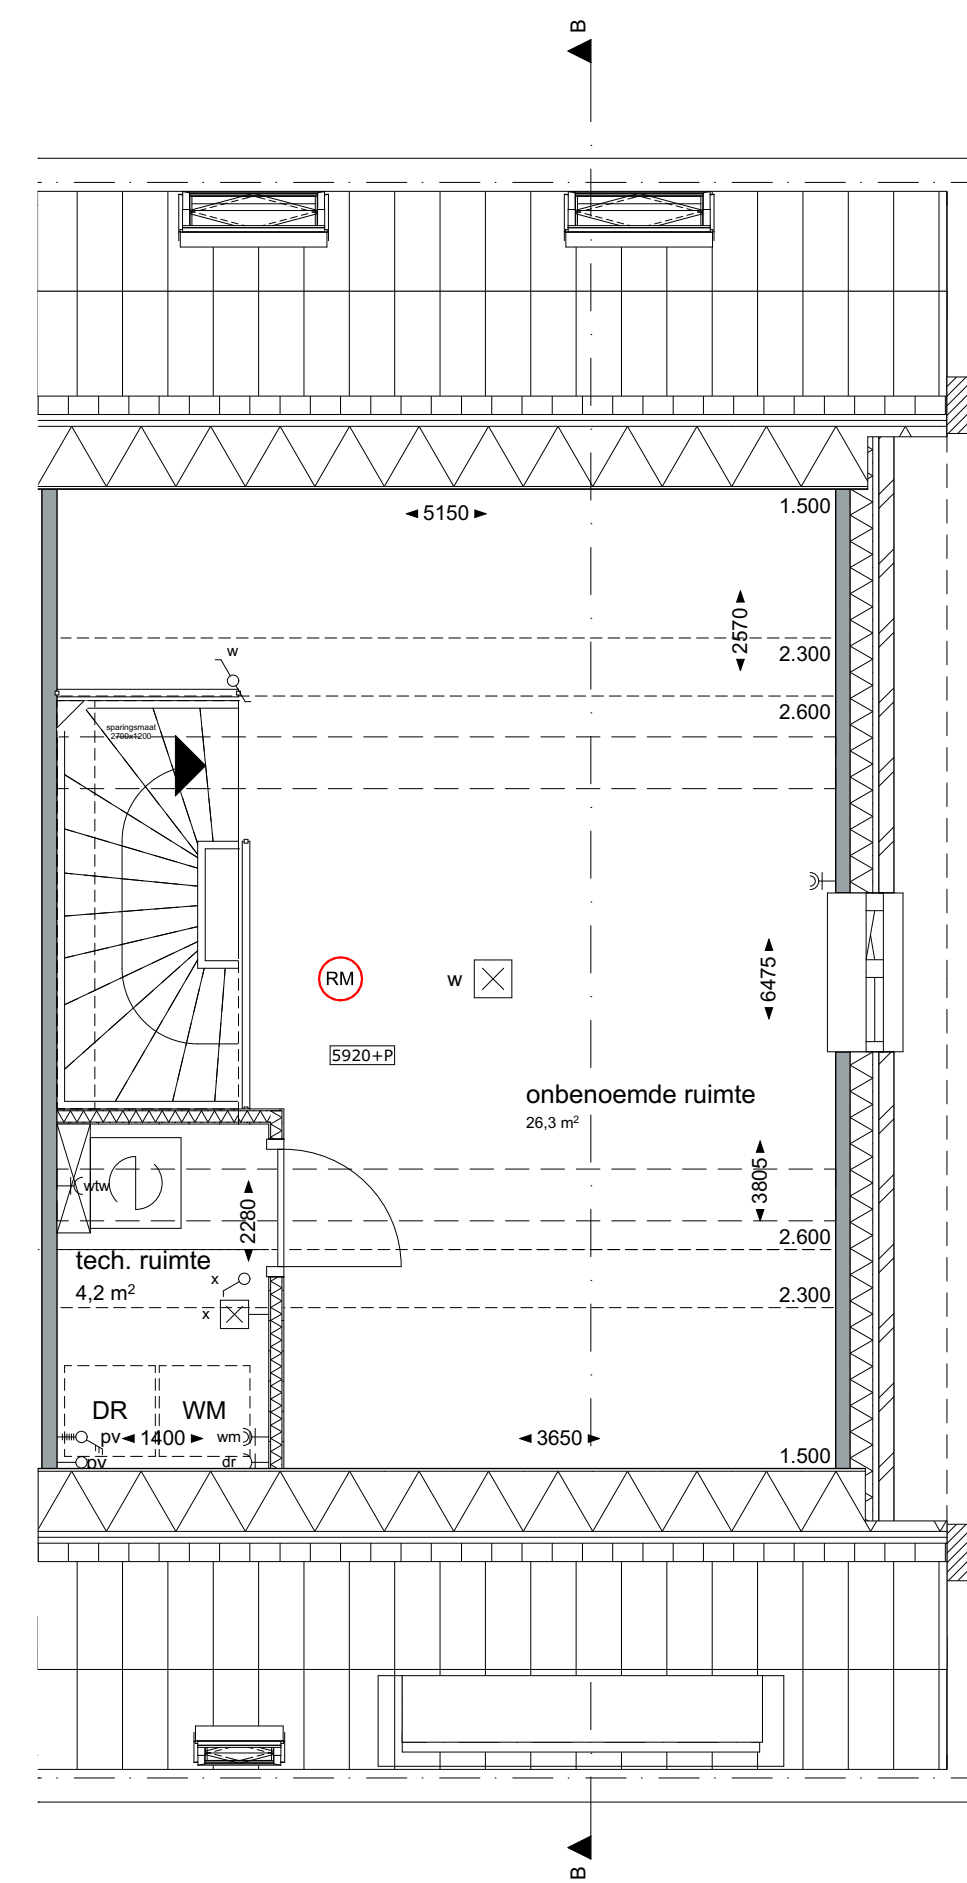 B
5150
1.500
2570
2.300
w
2.600
sparingsmaat
2700x1200
RM
w
6475
5920+P
onbenoemde ruimte
26,3 m²
wtw
3805
2280
2.600
tech. ruimte
x
4,2 m²
2.300
x
DR
WM
pv
1400
wm
3650
pv
dr
1.500
B